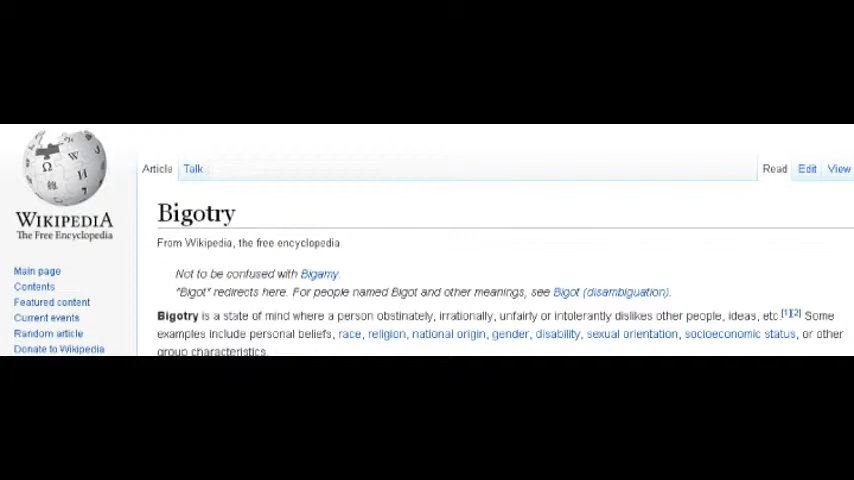 Article Talk Read Edit View
WIKIPEDIA
The Free Encyclopedia
Bigotry
From Wikipedia, the free encyclopedia
Not to be confused with Bigamy.
"Bigot" redirects here. For people named Bigot and other meanings, see Bigot (disambiguation).
Bigotry is a state of mind where a person obstinately, irrationally, unfairly or intolerantly dislikes other people, ideas, etc.[1][2] Some
examples include personal beliefs, race, religion, national origin, gender, disability, sexual orientation, socioeconomic status, or other
group characteristics.
Main page
Contents
Featured content
Current events
Random article
Donate to Wikipedia